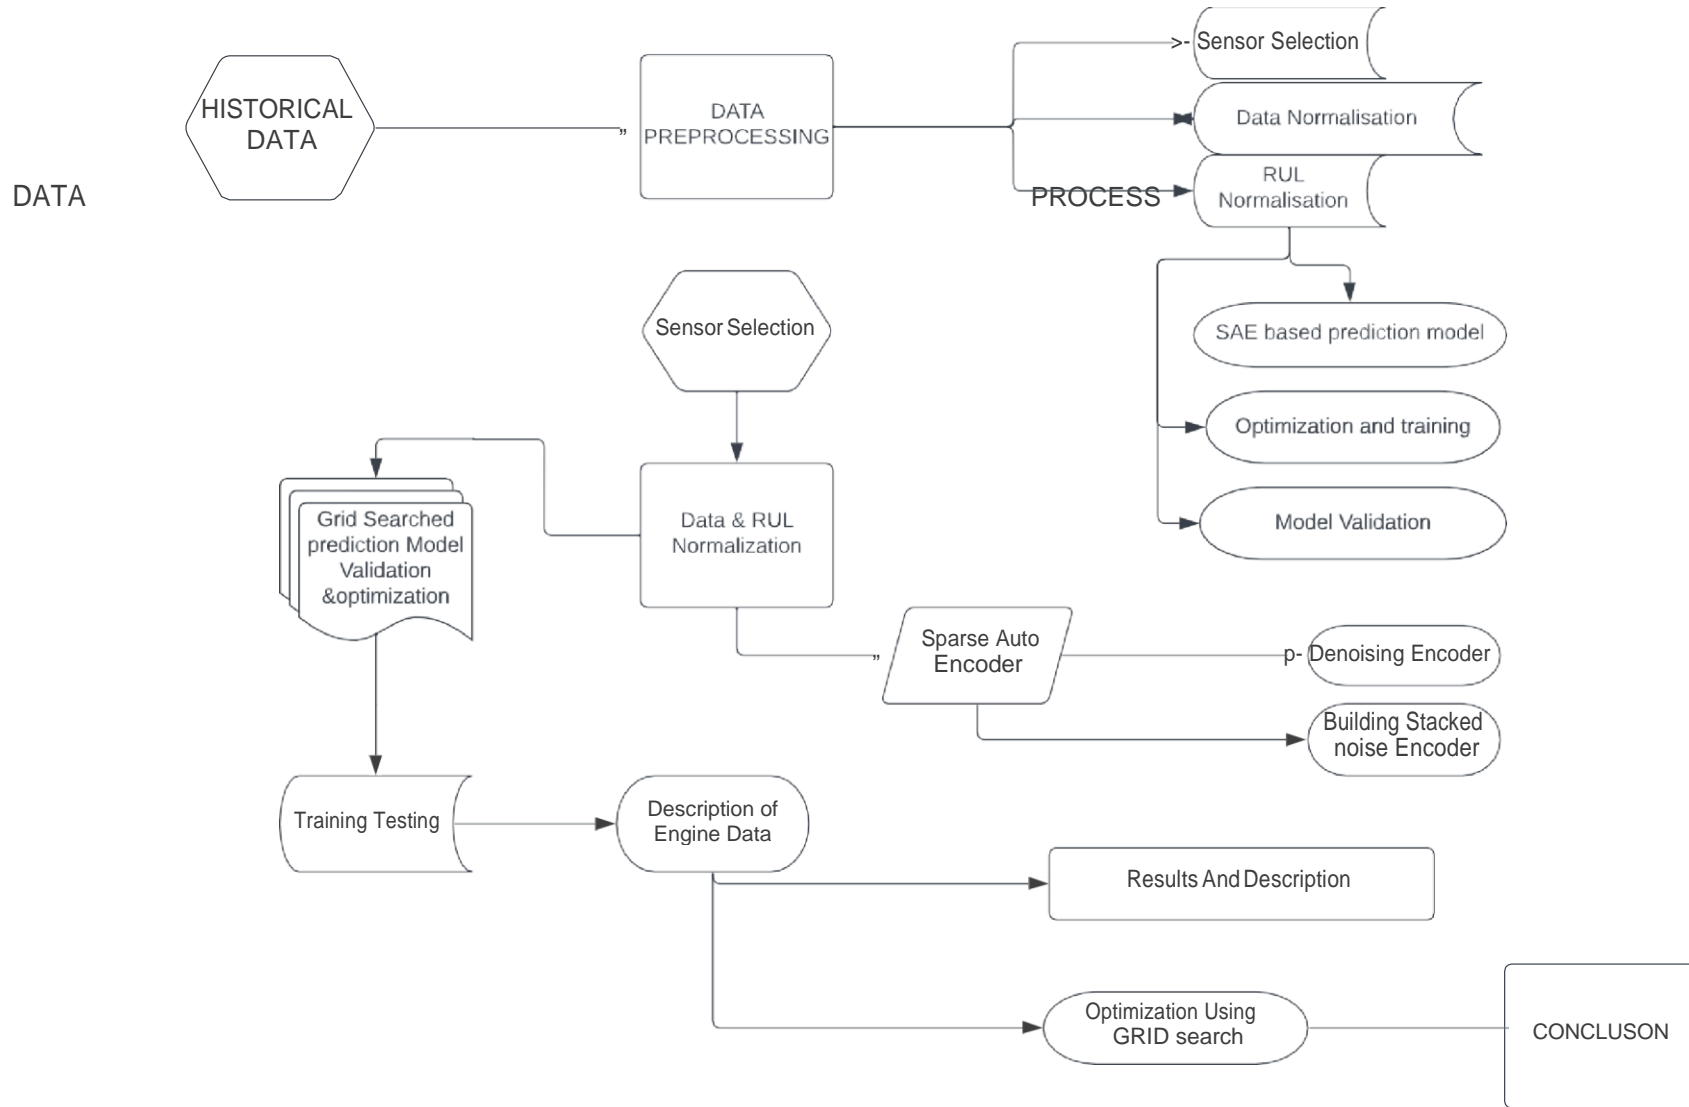 Sensor Selection
HISTORICAL
DATA
DATA
PREPROCESSING
Data Normalisation
RUL
Normalisation
DATA
PROCESS
Sensor Selection
SAE based prediction model
Optimization and training
Model Validation
Grid Searched
prediction Model
Validation
&optimization
Data & RUL
Normalization
Sparse Auto
Encoder
p- Denoising Encoder
Building Stacked
noise Encoder
Training Testing
Description of
Engine Data
Results And Description
Optimization Using
GRID search
CONCLUSON